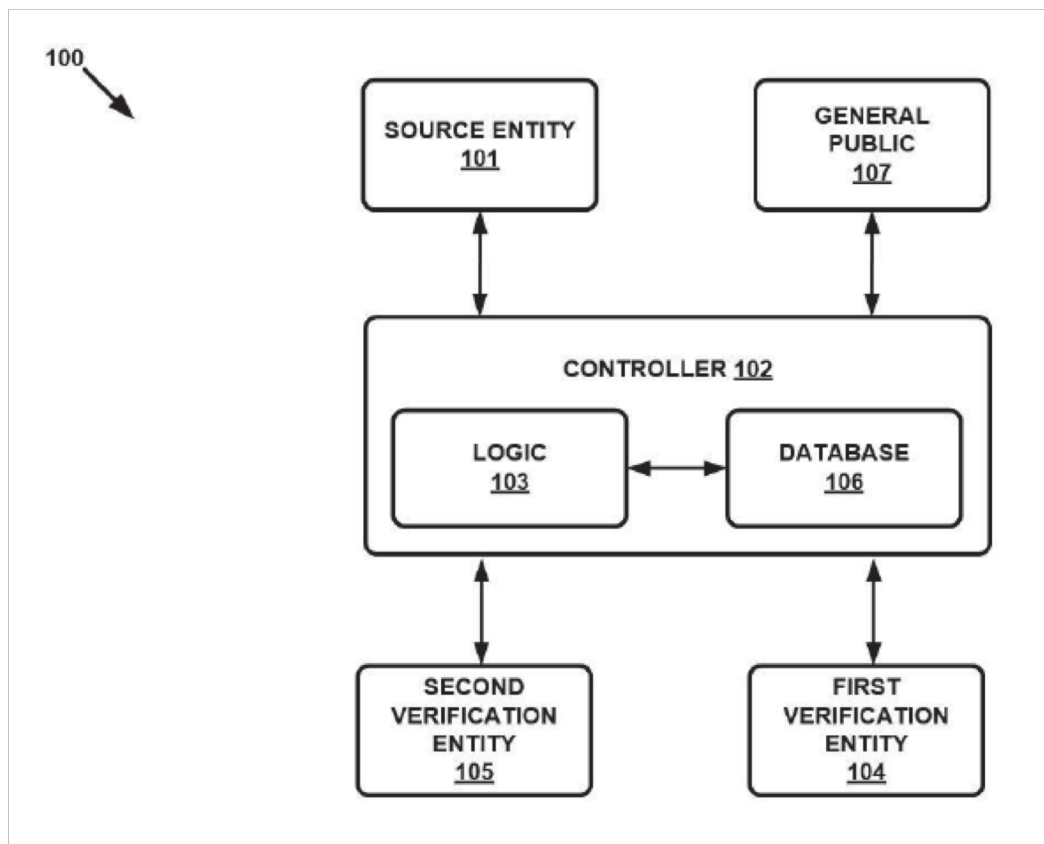 100
SOURCE ENTITY
101
GENERAL
PUBLIC
107
CONTROLLER 102
LOGIC
103
DATABASE
106
SECOND
VERIFICATION
ENTITY
105
FIRST
VERIFICATION
ENTITY
104